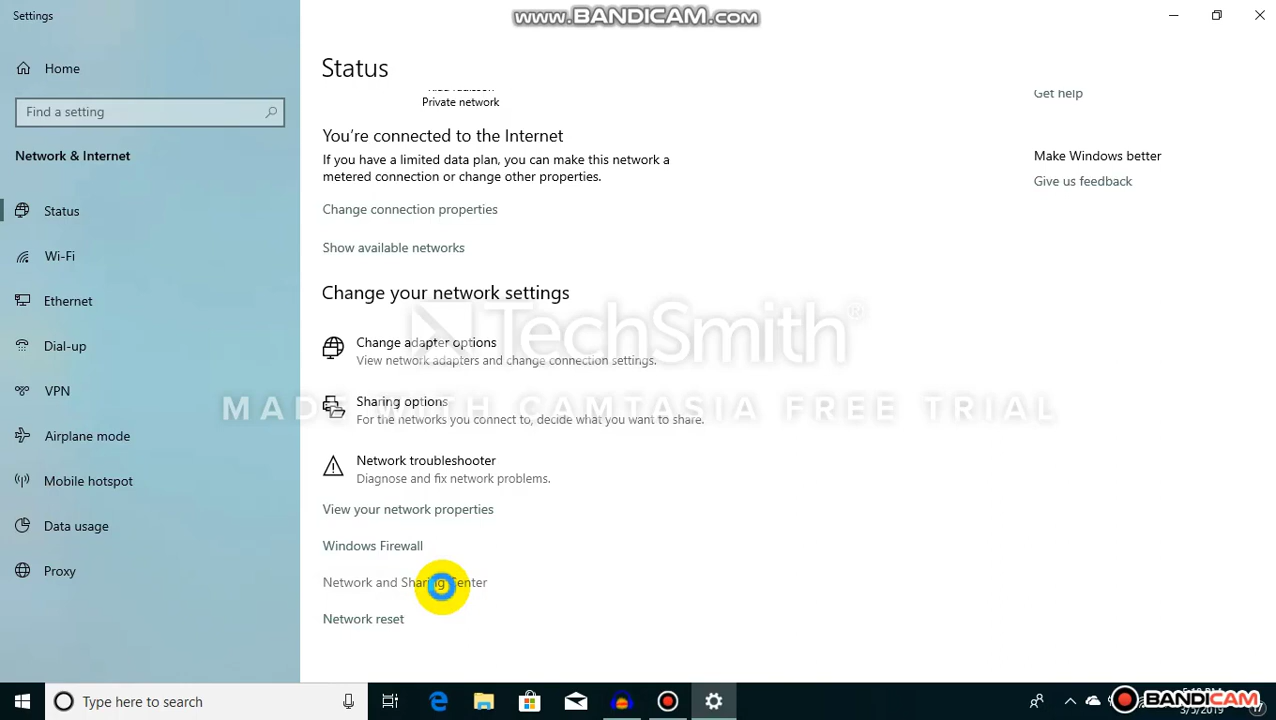 Settings
www.BANDICAM.com
Home
Status
Find a setting
Private network
Get help
Network & Internet
You're connected to the Internet
Make Windows better
If you have a limited data plan, you can make this network a
metered connection or change other properties.
Give us feedback
Status
Change connection properties
Wi-Fi
Show available networks
Ethernet
Change your network settings
TechSmith®
Dial-up
Change adapter options
View network adapters and change connection settings.
VPN
Sharing options
MADE WITH CAMTASIA FREE TRIAL
For the networks you connect to, decide what you want to share.
Airplane mode
Network troubleshooter
Diagnose and fix network problems.
Mobile hotspot
View your network properties
Data usage
Windows Firewall
Proxy
Network and Sharing Center
Network reset
Type here to search
BANDICAM
3/5/2019
17